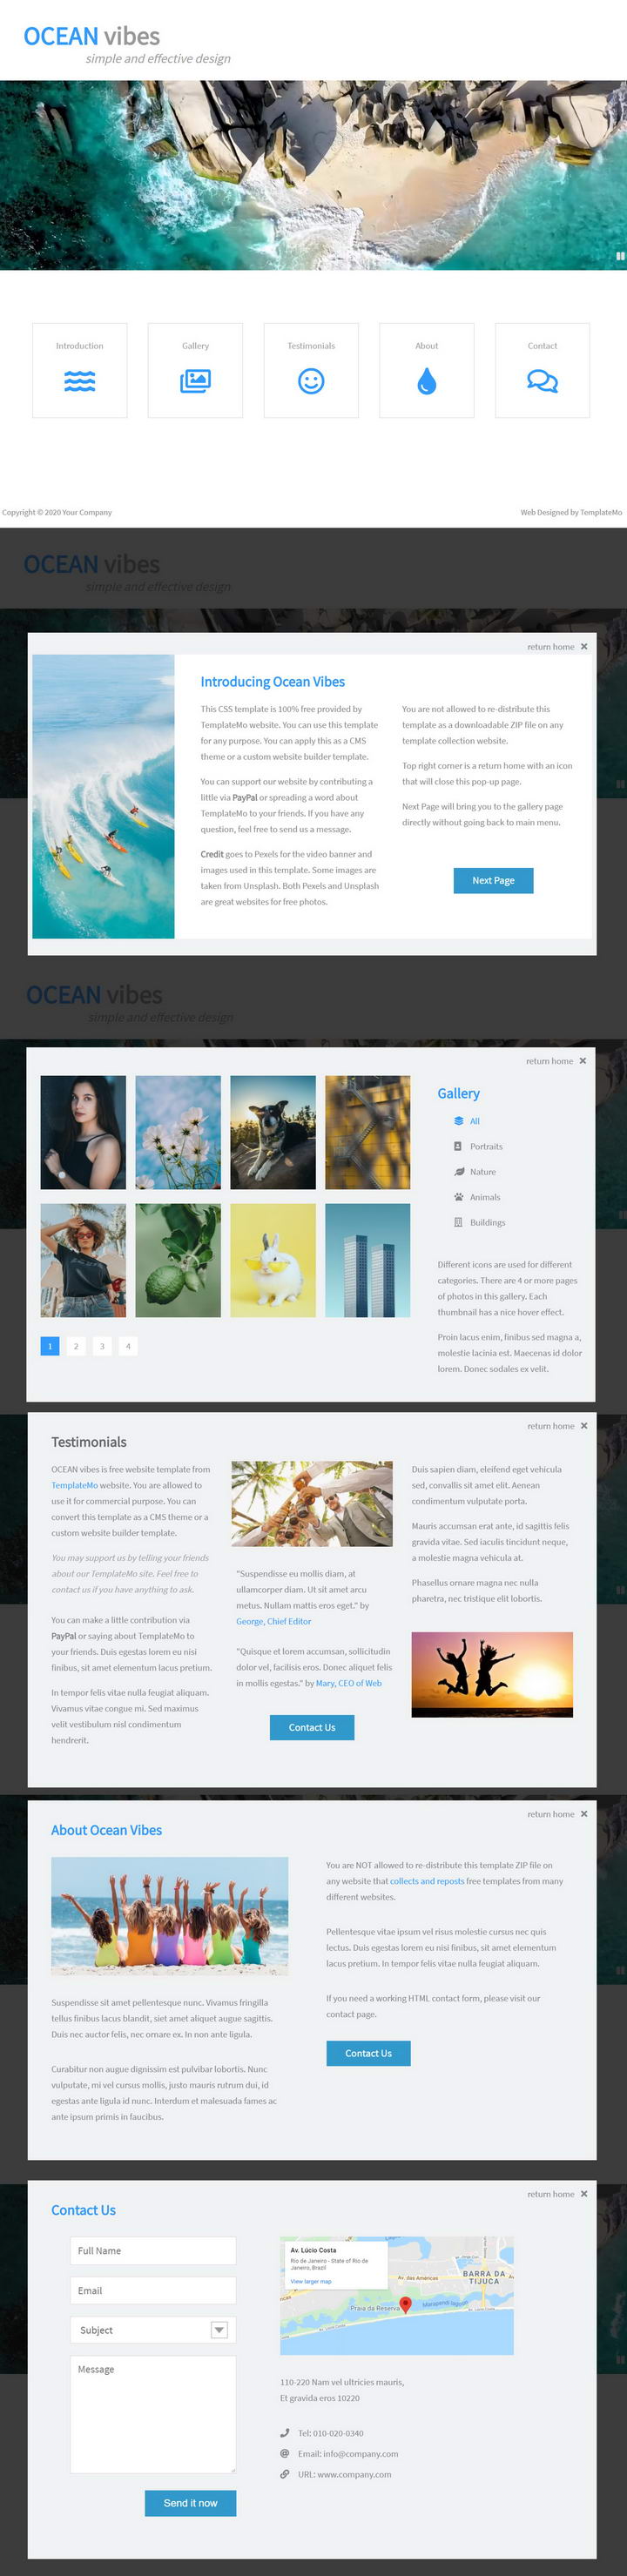 OCEAN vibes
simple and effective design
Introduction
Gallery
Testimonials
About
Contact
Copyright © 2020 Your Company
Web Designed by TemplateMo
OCEAN vibes
simple and effective design
return home
Introducing Ocean Vibes
This CSS template is 100% free provided by
TemplateMo website. You can use this template
for any purpose. You can apply this as a CMS
theme or a custom website builder template.
You can support our website by contributing a
little via PayPal or spreading a word about
TemplateMo to your friends. If you have any
question, feel free to send us a message.
Credit goes to Pexels for the video banner and
images used in this template. Some images are
taken from Unsplash. Both Pexels and Unsplash
are great websites for free photos.
You are not allowed to re-distribute this
template as a downloadable ZIP file on any
template collection website.
Top right corner is a return home with an icon
that will close this pop-up page.
Next Page will bring you to the gallery page
directly without going back to main menu.
Next Page
OCEAN vibes
simple and effective design
return home
Gallery
All
Portraits
Nature
Animals
Buildings
Different icons are used for different
categories. There are 4 or more pages
of photos in this gallery. Each
thumbnail has a nice hover effect.
Proin lacus enim, finibus sed magna a,
molestie lacinia est. Maecenas id dolor
lorem. Donec sodales ex velit.
1 2 3 4
return home
Testimonials
OCEAN vibes is free website template from
TemplateMo website. You are allowed to
use it for commercial purpose. You can
convert this template as a CMS theme or a
custom website builder template.
You may support us by telling your friends
about our TemplateMo site. Feel free to
contact us if you have anything to ask.
You can make a little contribution via
PayPal or saying about TemplateMo to
your friends. Duis egestas lorem eu nisi
finibus, sit amet elementum lacus pretium.
In tempor felis vitae nulla feugiat aliquam.
Vivamus vitae congue mi. Sed maximus
velit vestibulum nisl condimentum
hendrerit.
"Suspendisse eu mollis diam, at
ullamcorper diam. Ut sit amet arcu
metus. Nullam mattis eros eget." by
George, Chief Editor
"Quisque et lorem accumsan, sollicitudin
dolor vel, facilisis eros. Donec aliquet felis
in mollis egestas." by Mary, CEO of Web
Contact Us
Duis sapien diam, eleifend eget vehicula
sed, convallis sit amet elit. Aenean
condimentum vulputate porta.
Mauris accumsan erat ante, id sagittis felis
gravida vitae. Sed iaculis tincidunt neque,
a molestie magna vehicula at.
Phasellus ornare magna nec nulla
pharetra, nec tristique elit lobortis.
return home
About Ocean Vibes
Suspendisse sit amet pellentesque nunc. Vivamus fringilla
tellus finibus lacus blandit, siet amet aliquet augue sagittis.
Duis nec auctor felis, nec ornare ex. In non ante ligula.
Curabitur non augue dignissim est pulvibar lobortis. Nunc
vulputate, mi vel cursus mollis, justo mauris rutrum dui, id
egestas ante ligula id nunc. Interdum et malesuada fames ac
ante ipsum primis in faucibus.
You are NOT allowed to re-distribute this template ZIP file on
any website that collects and reposts free templates from many
different websites.
Pellentesque vitae ipsum vel risus molestie cursus nec quis
lectus. Duis egestas lorem eu nisi finibus, sit amet elementum
lacus pretium. In tempor felis vitae nulla feugiat aliquam.
If you need a working HTML contact form, please visit our
contact page.
Contact Us
return home
Contact Us
Full Name
Email
Subject
Message
Send it now
Av. Lúcio Costa
Rio de Janeiro - State of Rio de
Janeiro, Brazil
View larger map
Av. das Américas
BARRA DA
TIJUCA
Praia da Reserva
Marapendi lagoon
110-220 Nam vel ultricies mauris,
Et gravida eros 10220
Tel: 010-020-0340
Email: info@company.com
URL: www.company.com